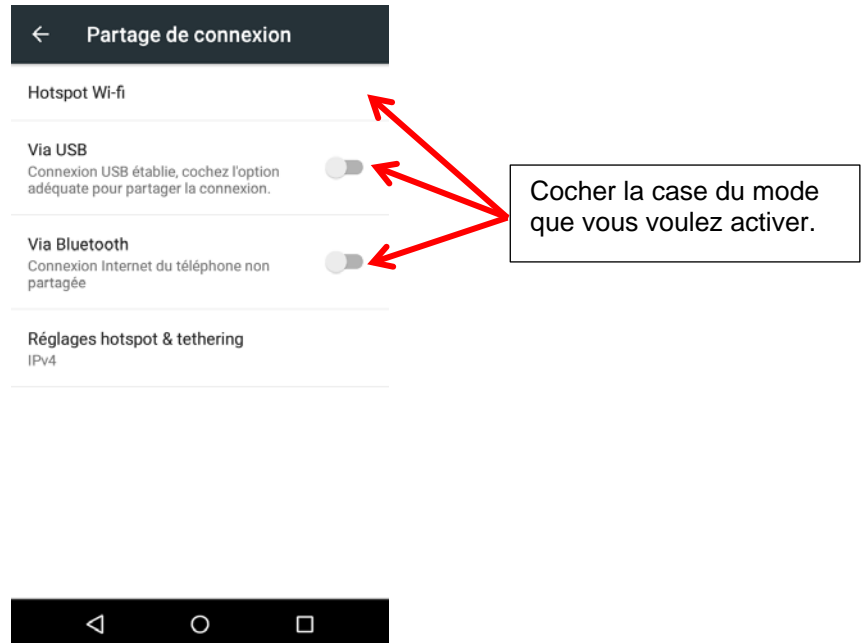 Partage de connexion
Hotspot Wi-fi
Via USB
Connexion USB établie, cochez l'option
adéquate pour partager la connexion.
Cocher la case du mode
que vous voulez activer.
Via Bluetooth
Connexion Internet du téléphone non
partagée
Réglages hotspot & tethering
IPv4